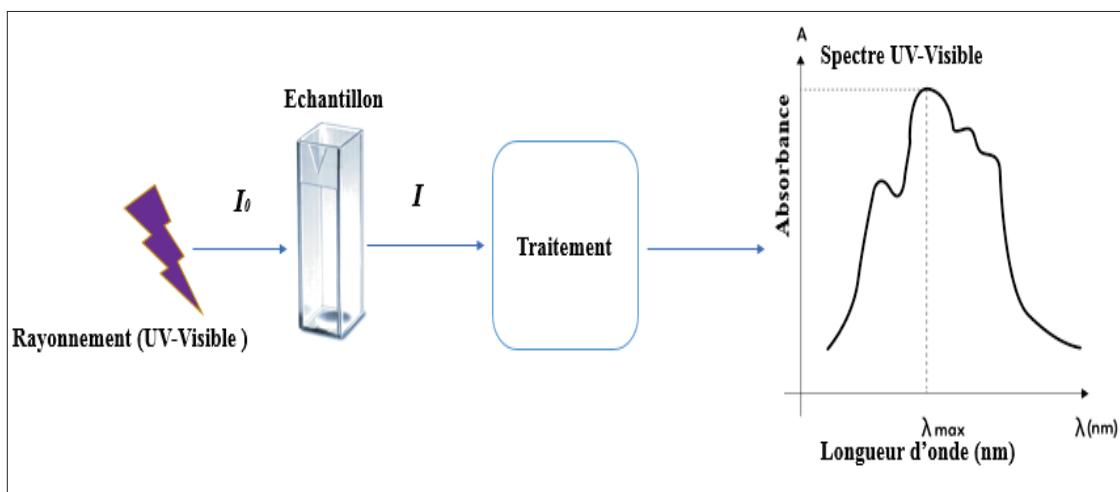 Rayonnement (UV-Visible )
I₀
Echantillon
I
Traitement
A
Spectre UV-Visible
Absorbance
λmax
λ(nm)
Longueur d’onde (nm)